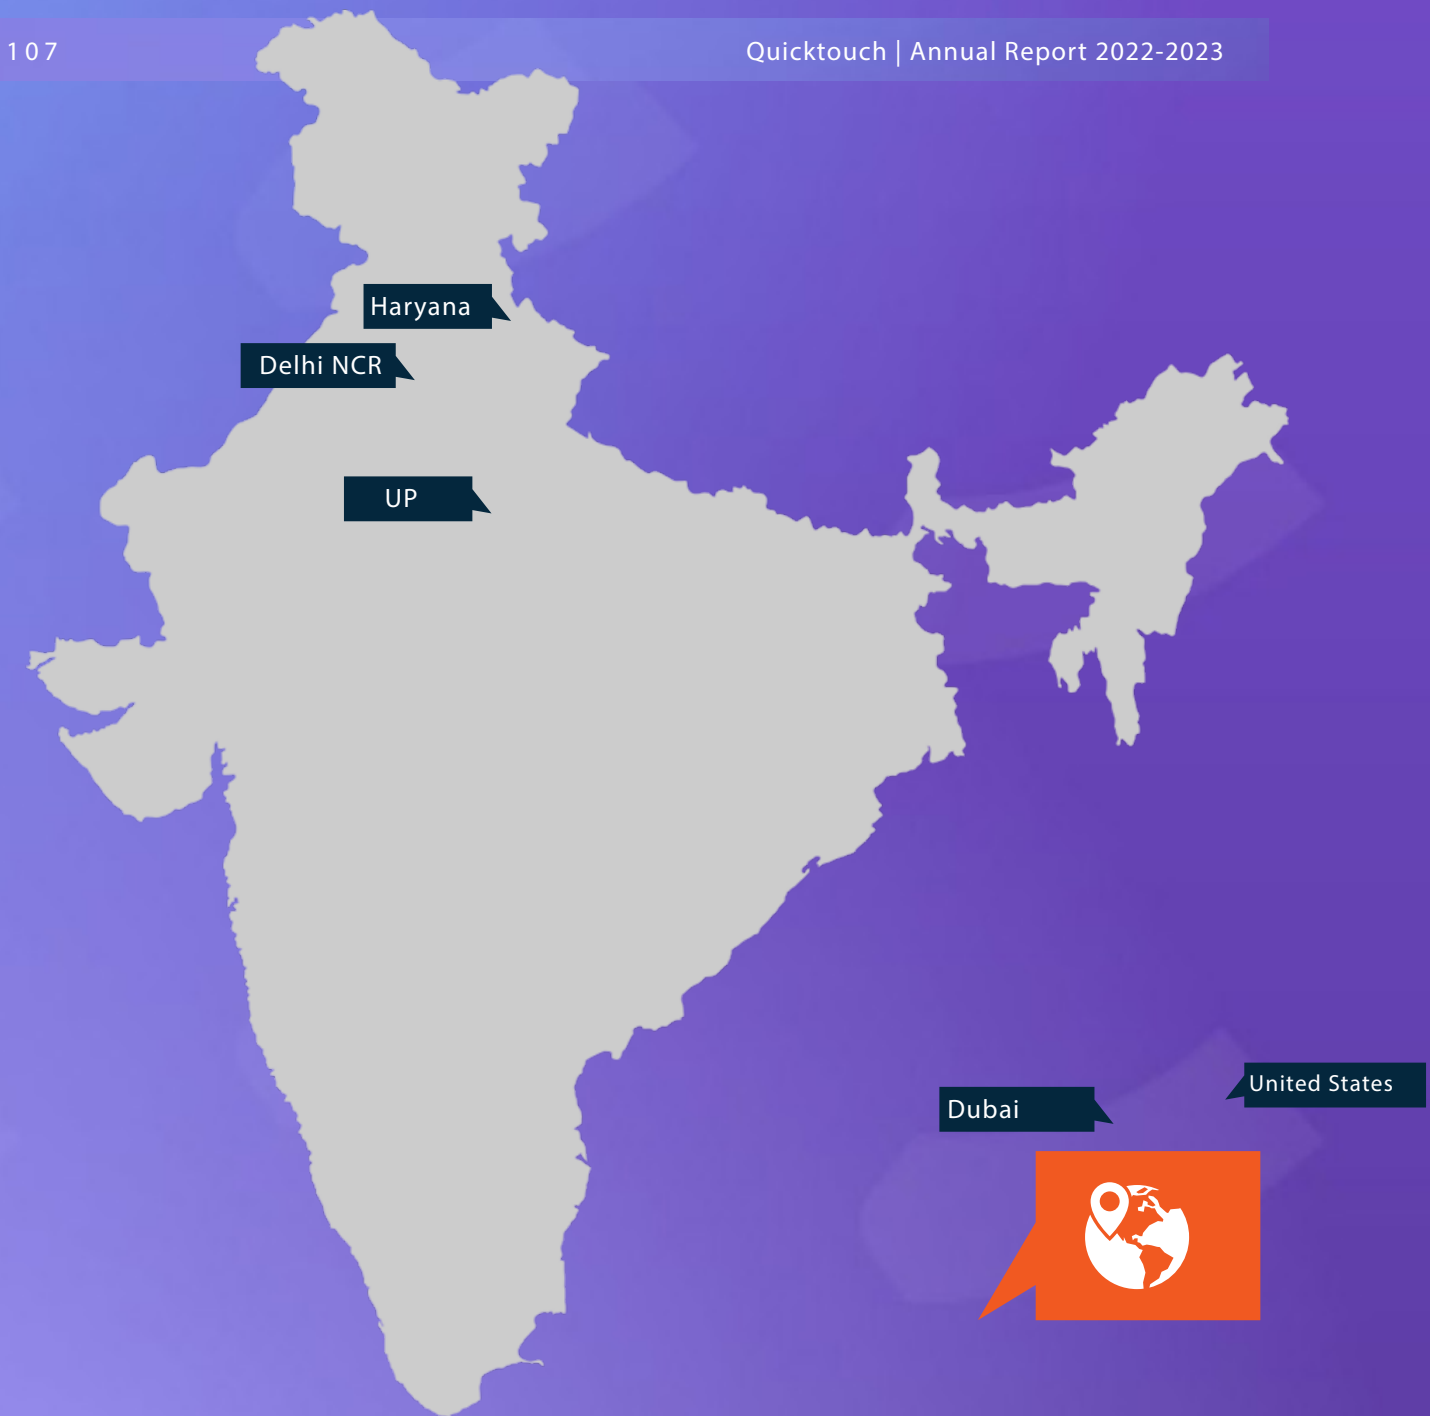 107
Quicktouch | Annual Report 2022-2023
Haryana
Delhi NCR
UP
United States
Dubai